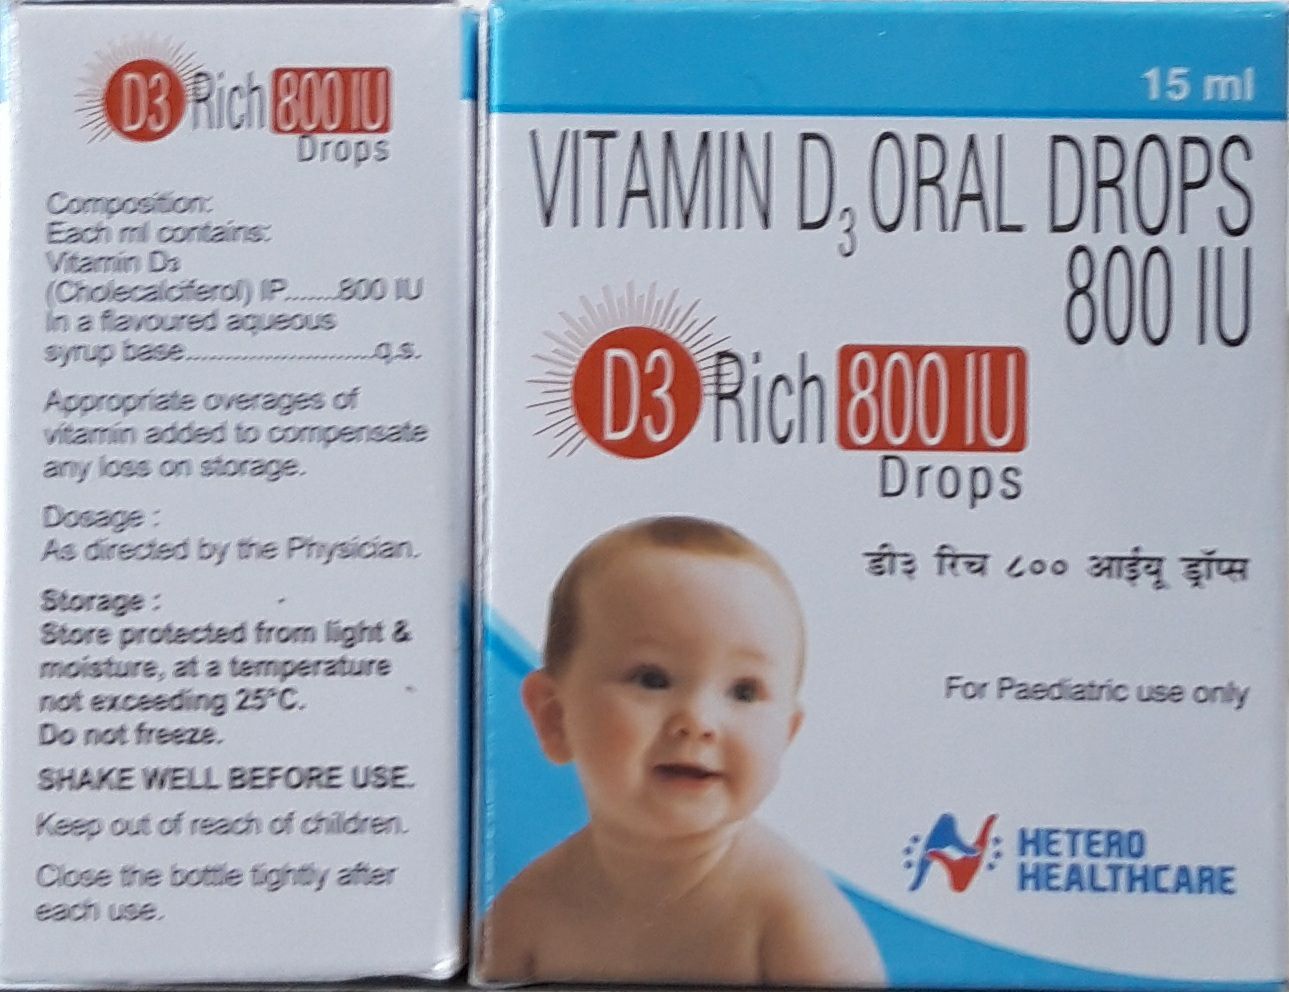 D3 Rich 800 IU
Drops
Composition:
Each ml contains:
Vitamin D₃
(Cholecalciferol) IP.......800 IU
In a flavoured aqueous
syrup base..........................q.s.
Appropriate overages of
vitamin added to compensate
any loss on storage.
Dosage :
As directed by the Physician.
Storage :
Store protected from light &
moisture, at a temperature
not exceeding 25°C.
Do not freeze.
SHAKE WELL BEFORE USE.
Keep out of reach of children.
Close the bottle tightly after
each use.
15 ml
VITAMIN D₃ ORAL DROPS
800 IU
D3 Rich 800 IU
Drops
डी३ रिच ८०० आईयू ड्रॉप्स
For Paediatric use only
HETERO
HEALTHCARE